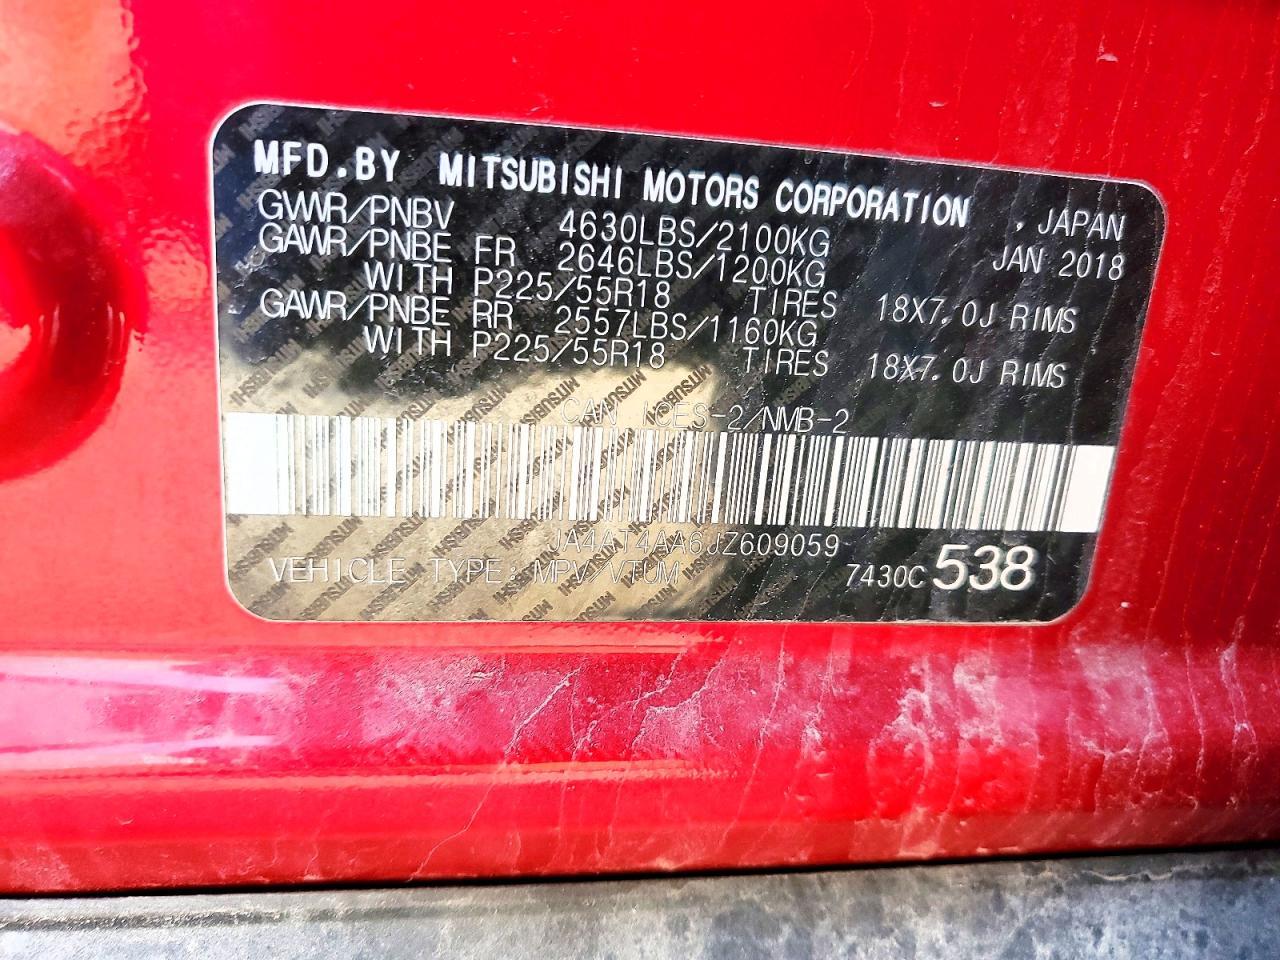 MFD.BY MITSUBISHI MOTORS CORPORATION , JAPAN
GVWR/PNBV 4630LBS/2100KG JAN 2018
GAWR/PNBE FR 2646LBS/1200KG
WITH P225/55R18 TIRES 18X7.0J RIMS
GAWR/PNBE RR 2557LBS/1160KG
WITH P225/55R18 TIRES 18X7.0J RIMS
CAN ICES-2/NMB-2
JA4AT4AA6JZ609059
VEHICLE TYPE: MPV/VTUM 7430C 538